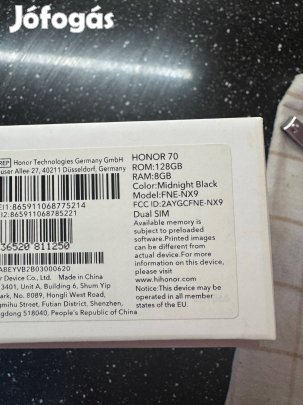 Jófogás
REP Honor Technologies Germany GmbH
user Allee 27, 40211 Düsseldorf, Germany
EI1:865911068775214
I2:865911068785221
36520 811250
ABEYVB2B03000620
r Device Co., Ltd. Made in China
3401, Unit A, Building 6, Shum Yip
ark, No. 8089, Hongli West Road,
gmihu Street, Futian District, Shenzhen,
ngdong 518040, People's Republic of China
HONOR 70
ROM:128GB
RAM:8GB
Color:Midnight Black
Model:FNE-NX9
FCC ID:2AYGCFNE-NX9
Dual SIM
Available memory is
subject to preloaded
software.Printed images
can be different from
actual device.For more
information on this device,
please visit
www.hihonor.com.
Notice:This device may be
operated in all member
states of the EU.